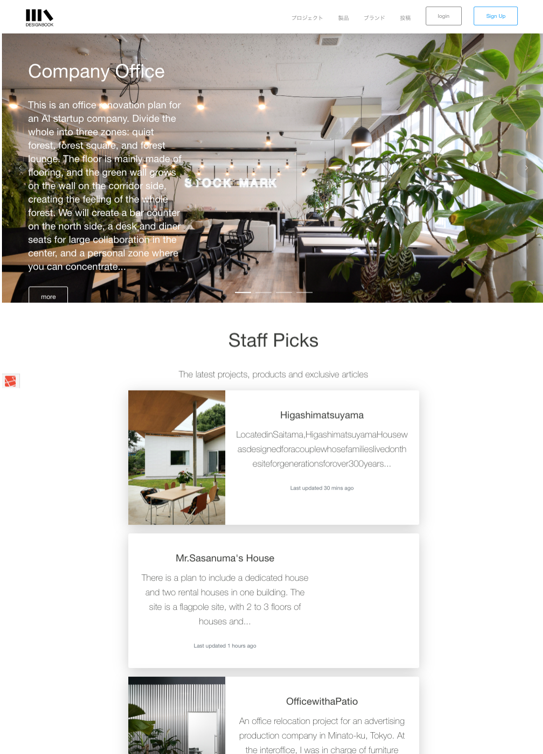 DESIGNBOOK
プロジェクト 製品 ブランド 投稿 login Sign Up
Company Office
This is an office renovation plan for
an AI startup company. Divide the
whole into three zones: quiet
forest, forest square, and forest
lounge. The floor is mainly made of
flooring, and the green wall grows
on the wall on the corridor side,
creating the feeling of the whole
forest. We will create a bar counter
on the north side, a desk and diner
seats for large collaboration in the
center, and a personal zone where
you can concentrate...
STOCK MARK
more
Staff Picks
The latest projects, products and exclusive articles
Higashimatsuyama
LocatedinSaitama,HigashimatsuyamaHousew
asdesignedforacouplewhosefamilieslivedonth
esiteforgenerationsforover300years...
Last updated 30 mins ago
Mr.Sasanuma's House
There is a plan to include a dedicated house
and two rental houses in one building. The
site is a flagpole site, with 2 to 3 floors of
houses and...
Last updated 1 hours ago
OfficewithaPatio
An office relocation project for an advertising
production company in Minato-ku, Tokyo. At
the interoffice, I was in charge of furniture